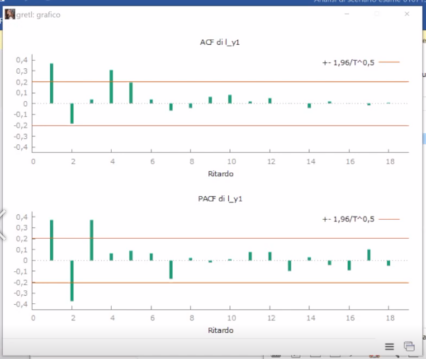 gretl: grafico
ACF di l_y1
+- 1,96/T^0,5
0,4
0,3
0,2
0,1
0
-0,1
-0,2
-0,3
-0,4
0 2 4 6 8 10 12 14 16 18
Ritardo
PACF di l_y1
+- 1,96/T^0,5
0,4
0,3
0,2
0,1
0
-0,1
-0,2
-0,3
-0,4
0 2 4 6 8 10 12 14 16 18
Ritardo